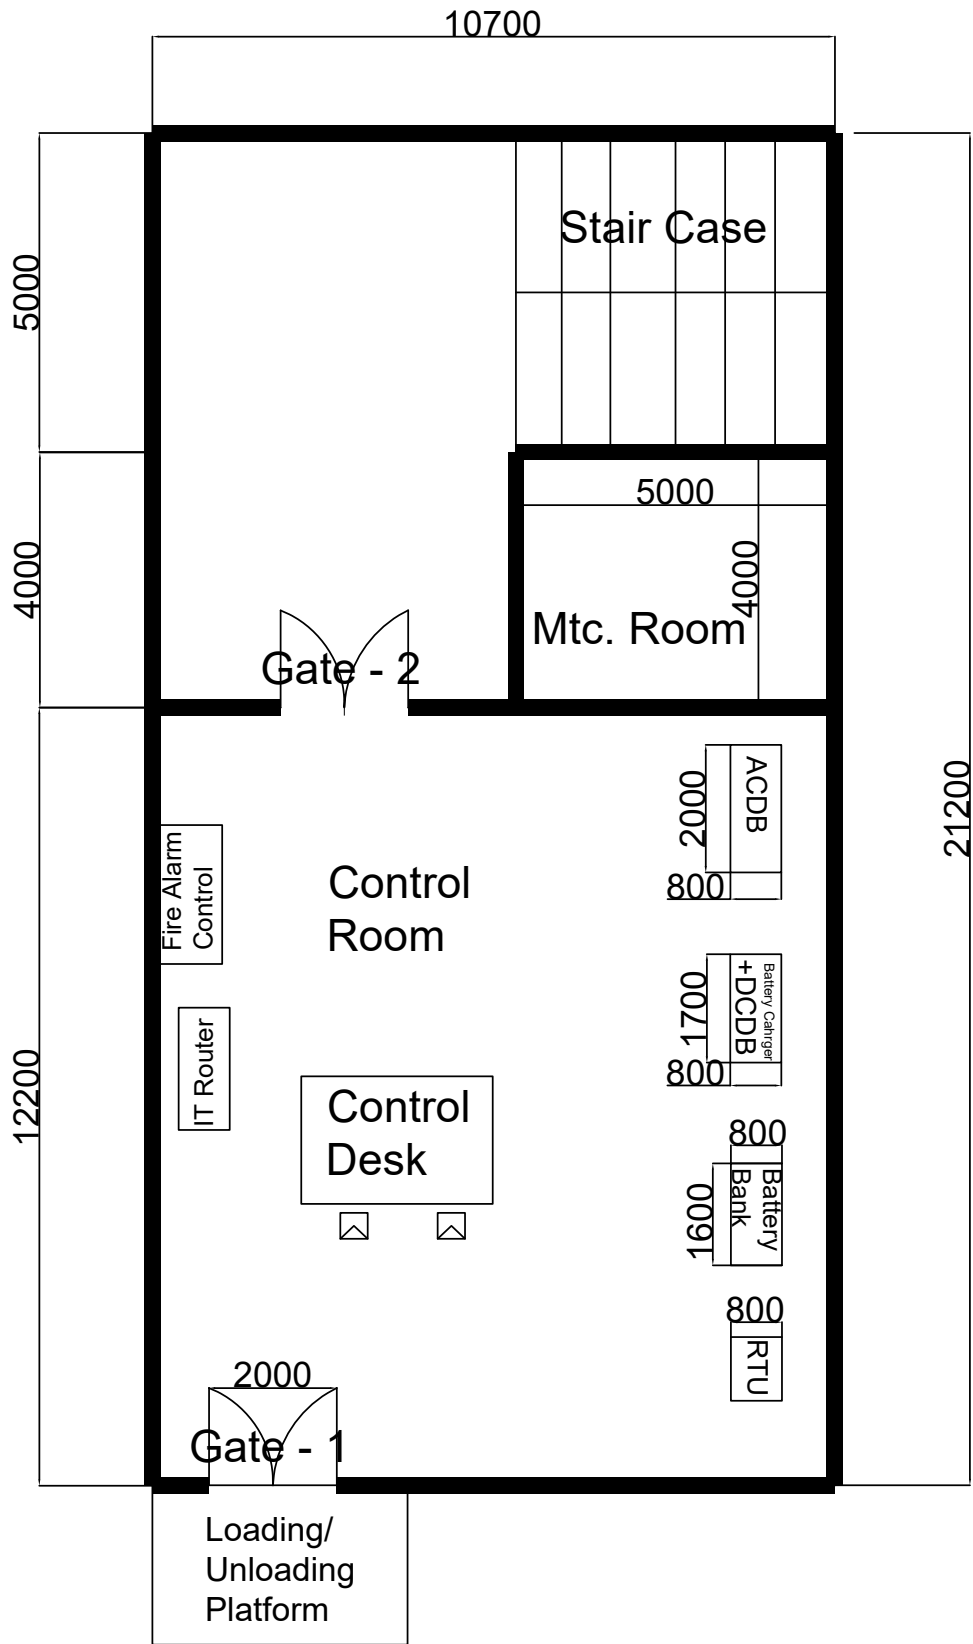 10700
Stair Case
5000
5000
4000
4000
Mtc. Room
Gate - 2
21200
ACDB
2000
800
Fire Alarm
Control
Control
Room
Battery Cahrger
+DCDB
1700
800
IT Router
12200
Control
Desk
800
Battery
Bank
1600
800
RTU
2000
Gate - 1
Loading/
Unloading
Platform